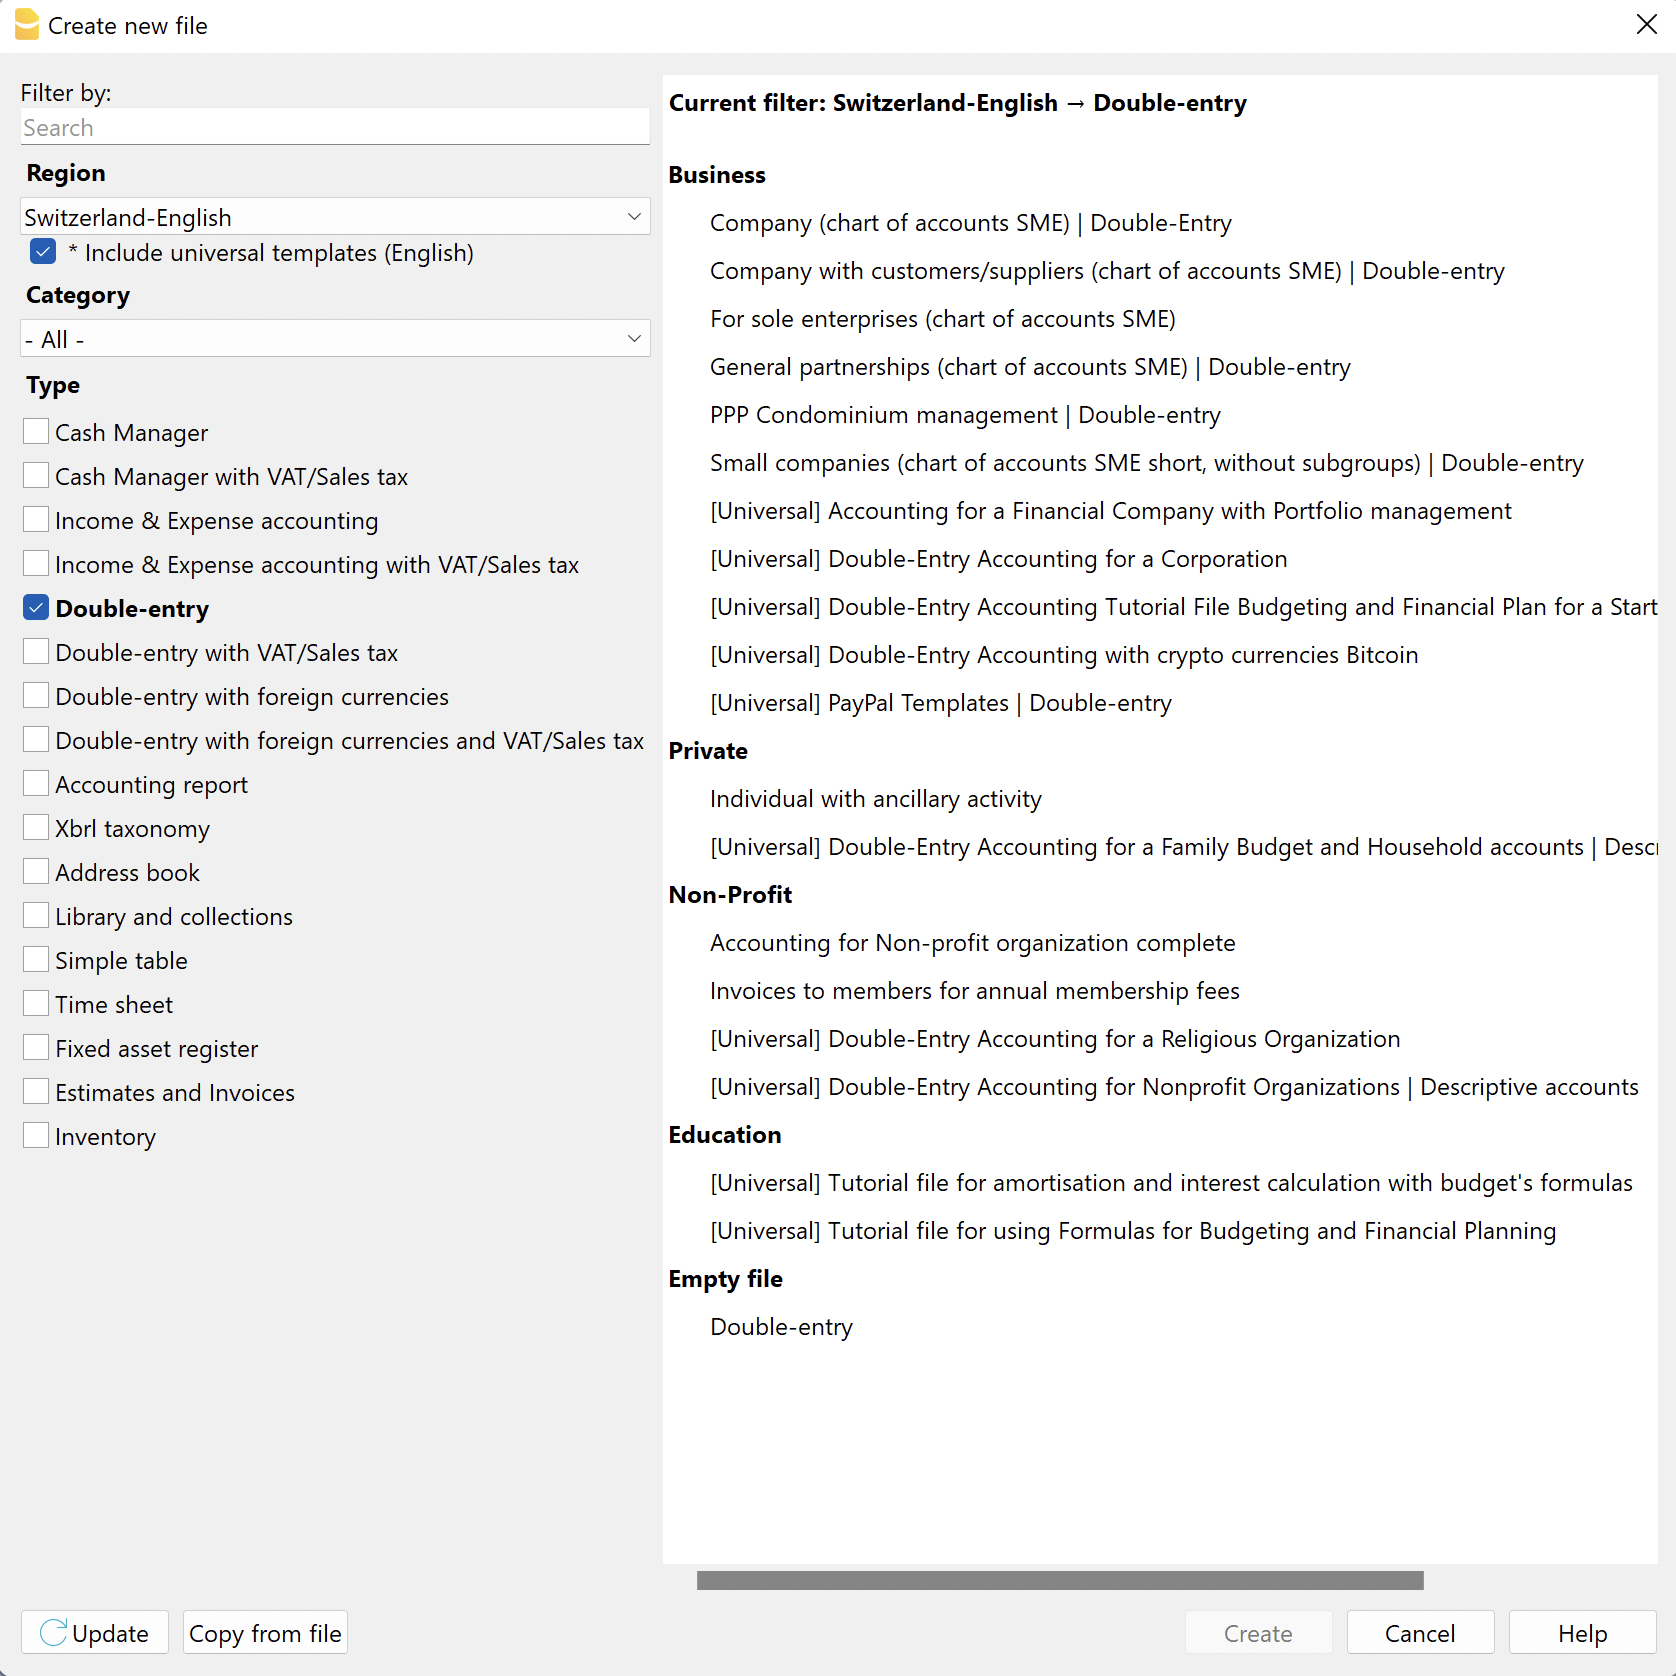 Create new file
Filter by:
Search
Region
Switzerland-English
* Include universal templates (English)
Category
- All -
Type
Cash Manager
Cash Manager with VAT/Sales tax
Income & Expense accounting
Income & Expense accounting with VAT/Sales tax
Double-entry
Double-entry with VAT/Sales tax
Double-entry with foreign currencies
Double-entry with foreign currencies and VAT/Sales tax
Accounting report
Xbrl taxonomy
Address book
Library and collections
Simple table
Time sheet
Fixed asset register
Estimates and Invoices
Inventory
Current filter: Switzerland-English → Double-entry
Business
Company (chart of accounts SME) | Double-Entry
Company with customers/suppliers (chart of accounts SME) | Double-entry
For sole enterprises (chart of accounts SME)
General partnerships (chart of accounts SME) | Double-entry
PPP Condominium management | Double-entry
Small companies (chart of accounts SME short, without subgroups) | Double-entry
[Universal] Accounting for a Financial Company with Portfolio management
[Universal] Double-Entry Accounting for a Corporation
[Universal] Double-Entry Accounting Tutorial File Budgeting and Financial Plan for a Start
[Universal] Double-Entry Accounting with crypto currencies Bitcoin
[Universal] PayPal Templates | Double-entry
Private
Individual with ancillary activity
[Universal] Double-Entry Accounting for a Family Budget and Household accounts | Descr
Non-Profit
Accounting for Non-profit organization complete
Invoices to members for annual membership fees
[Universal] Double-Entry Accounting for a Religious Organization
[Universal] Double-Entry Accounting for Nonprofit Organizations | Descriptive accounts
Education
[Universal] Tutorial file for amortisation and interest calculation with budget's formulas
[Universal] Tutorial file for using Formulas for Budgeting and Financial Planning
Empty file
Double-entry
Update
Copy from file
Create
Cancel
Help